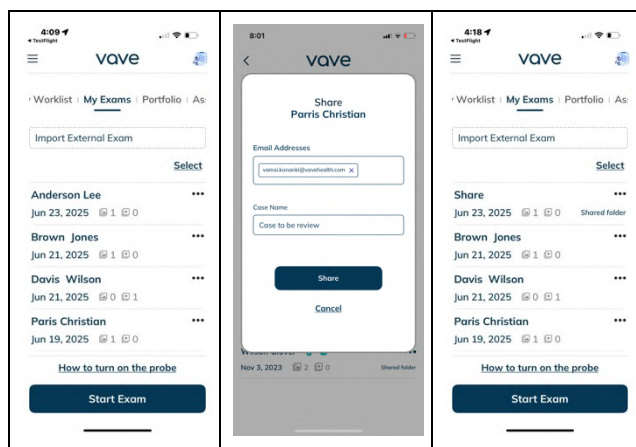 4:09
TestFlight
vave
Worklist My Exams Portfolio As
Import External Exam
Select
Anderson Lee
Jun 23, 2025 1 0
Brown Jones
Jun 21, 2025 1 0
Davis Wilson
Jun 21, 2025 0 1
Paris Christian
Jun 19, 2025 1 0
How to turn on the probe
Start Exam
8:01
vave
Share
Parris Christian
Email Addresses
vamsi.konanki@vavehealth.com X
Case Name
Case to be review
Share
Cancel
Nov 3, 2023 2 0 Shared folder
4:18
TestFlight
vave
Worklist My Exams Portfolio As
Import External Exam
Select
Share
Jun 23, 2025 1 0 Shared folder
Brown Jones
Jun 21, 2025 1 0
Davis Wilson
Jun 21, 2025 0 1
Paris Christian
Jun 19, 2025 1 0
How to turn on the probe
Start Exam